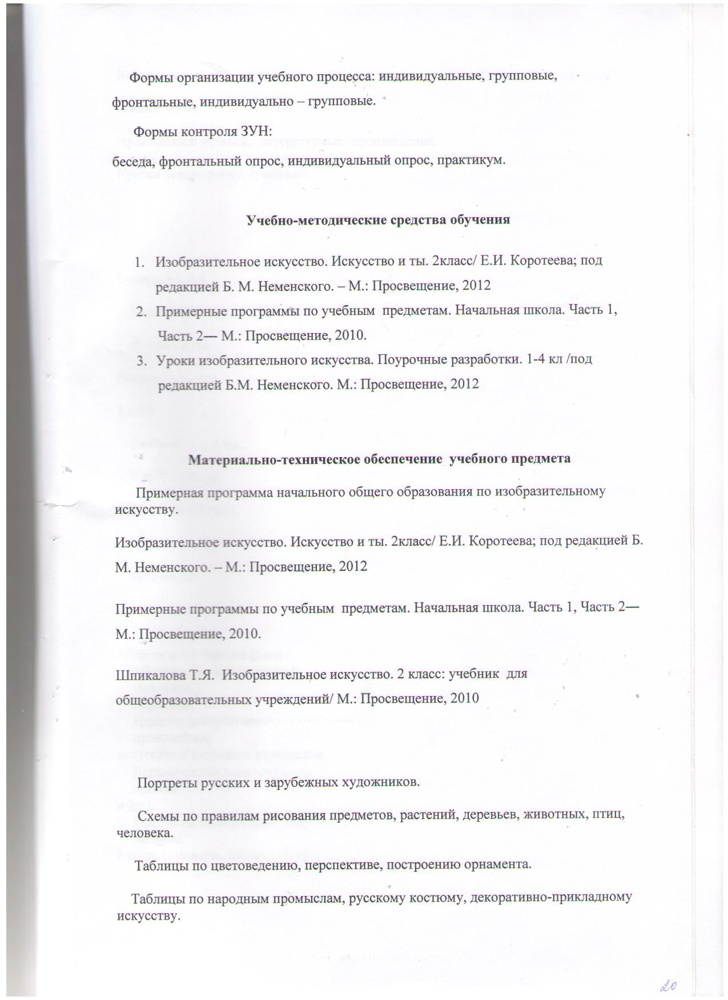 Формы организации учебного процесса: индивидуальные, групповые,
фронтальные, индивидуально – групповые.
Формы контроля ЗУН:
беседа, фронтальный опрос, индивидуальный опрос, практикум.
Учебно-методические средства обучения
1. Изобразительное искусство. Искусство и ты. 2класс/ Е.И. Коротеева; под
редакцией Б. М. Неменского. – М.: Просвещение, 2012
2. Примерные программы по учебным предметам. Начальная школа. Часть 1,
Часть 2— М.: Просвещение, 2010.
3. Уроки изобразительного искусства. Поурочные разработки. 1-4 кл /под
редакцией Б.М. Неменского. М.: Просвещение, 2012
Материально-техническое обеспечение учебного предмета
Примерная программа начального общего образования по изобразительному
искусству.
Изобразительное искусство. Искусство и ты. 2класс/ Е.И. Коротеева; под редакцией Б.
М. Неменского. – М.: Просвещение, 2012
Примерные программы по учебным предметам. Начальная школа. Часть 1, Часть 2—
М.: Просвещение, 2010.
Шпикалова Т.Я. Изобразительное искусство. 2 класс: учебник для
общеобразовательных учреждений/ М.: Просвещение, 2010
Портреты русских и зарубежных художников.
Схемы по правилам рисования предметов, растений, деревьев, животных, птиц,
человека.
Таблицы по цветоведению, перспективе, построению орнамента.
Таблицы по народным промыслам, русскому костюму, декоративно-прикладному
искусству.
20